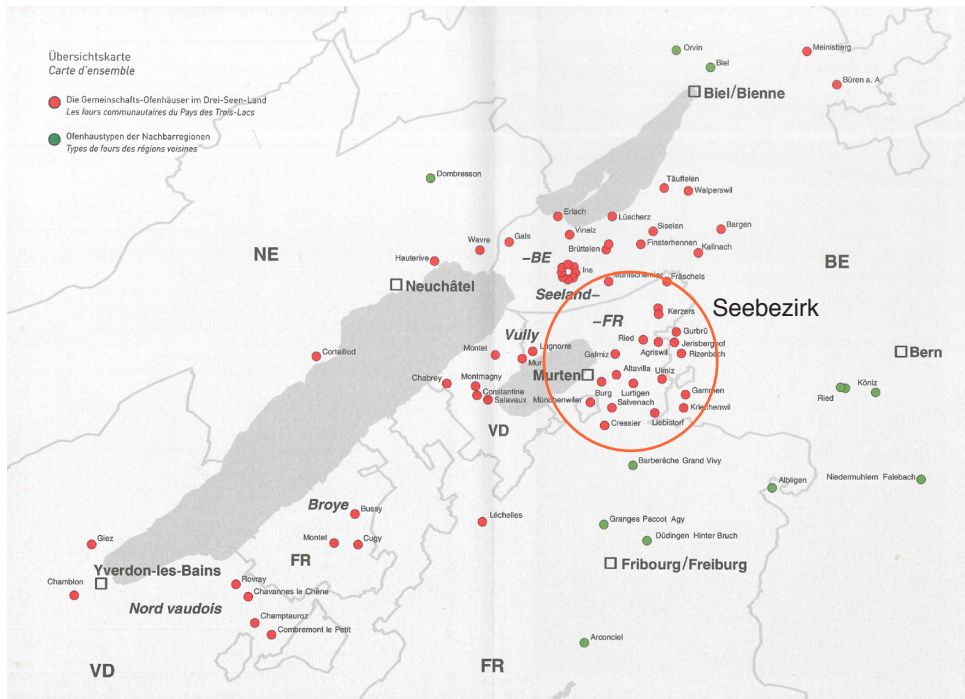 Übersichtskarte
Carte d'ensemble
Die Gemeinschafts-Ofenhäuser im Drei-Seen-Land
Les fours communautaires du Pays des Trois-Lacs
Ofenhaustypen der Nachbarregionen
Types de fours des régions voisines
Orvin
Biel
Meinisberg
Büren a. A.
Biel/Bienne
Dombresson
Täuffelen
Walperswil
Erlach
Lüscherz
Siselen
Bargen
Vinelz
Gals
Wavre
Brüttelen
Finsterhennen
Kallnach
NE
–BE
BE
Hauterive
Ins
Müntschemier
Fräschels
Neuchâtel
Seeland–
Seebezirk
Kerzers
–FR
Vully
Gurbrü
Ried
Jerisberghof
Lugnorre
Agriswil
Rizenbach
Bern
Cortaillod
Montet
Mur
Galmiz
Murten
Altavilla
Ulmiz
Chabrey
Montmagny
Constantine
Salavaux
Münchenwiler
Burg
Lurtigen
Gammen
Köniz
Ried
Salvenach
Kriechenwil
Cressier
Liebistorf
VD
Barberêche Grand Vivy
Albligen
Niedermuhlern Falebach
Broye
Bussy
Léchelles
Granges Paccot Agy
Düdingen Hinter Bruch
Giez
Montet
Cugy
FR
Fribourg/Freiburg
Yverdon-les-Bains
Chamblon
Rovray
Chavannes le Chêne
Nord vaudois
Champtauroz
Combremont le Petit
Arconciel
VD
FR